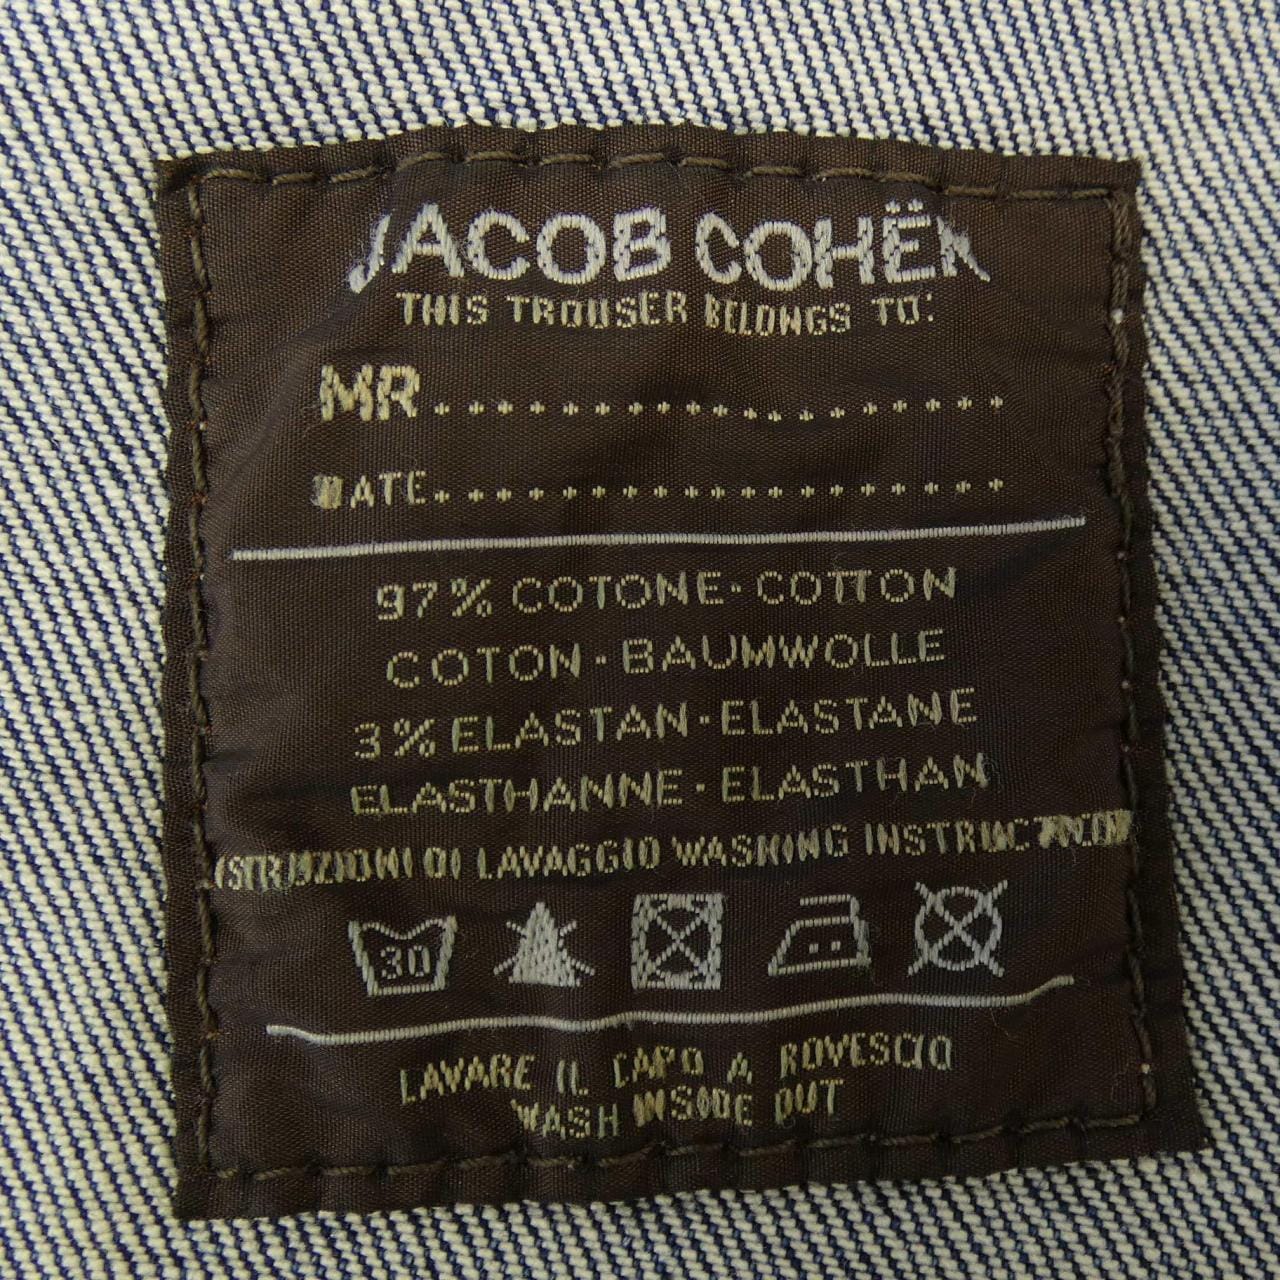 JACOB COHËN
THIS TROUSER BELONGS TO:
MR....................
DATE....................
97% COTONE·COTTON
COTON·BAUMWOLLE
3% ELASTAN·ELASTANE
ELASTHANNE·ELASTHAN
ISTRUZIONI DI LAVAGGIO WASHING INSTRUCTION
30
LAVARE IL CAPO A ROVESCIO
WASH INSIDE OUT